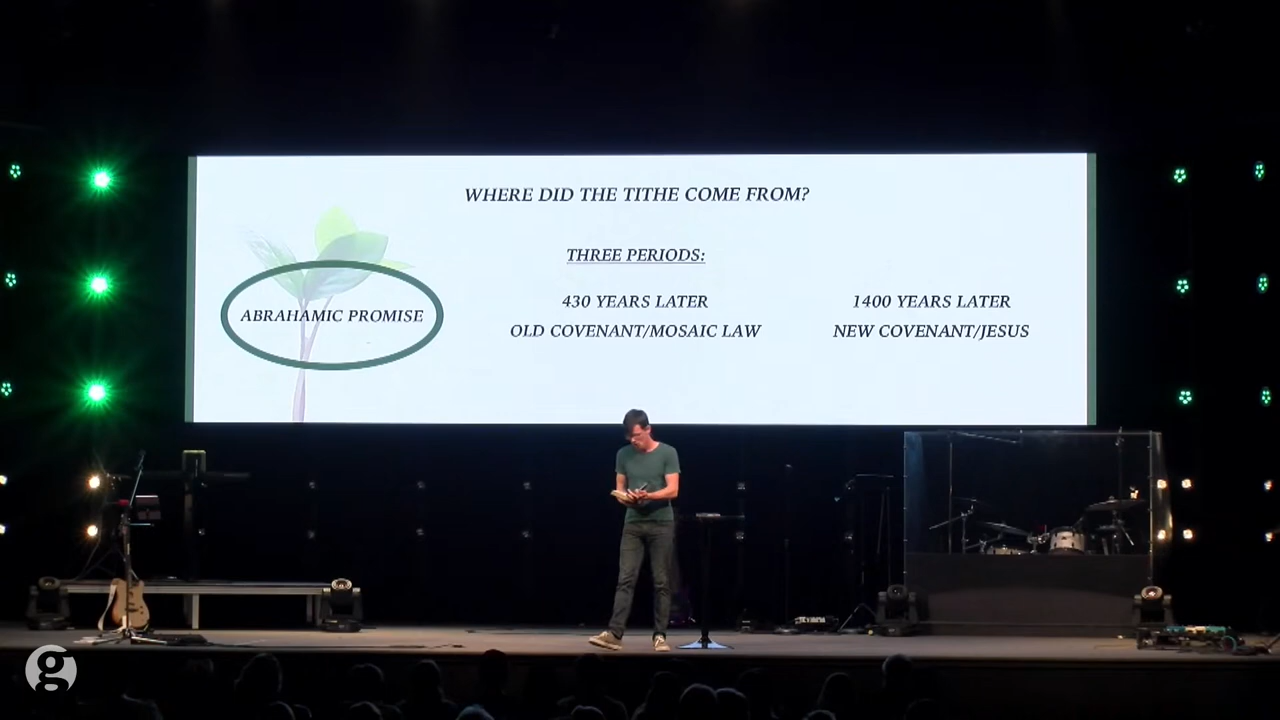 WHERE DID THE TITHE COME FROM?
THREE PERIODS:
ABRAHAMIC PROMISE
430 YEARS LATER
OLD COVENANT/MOSAIC LAW
1400 YEARS LATER
NEW COVENANT/JESUS
g